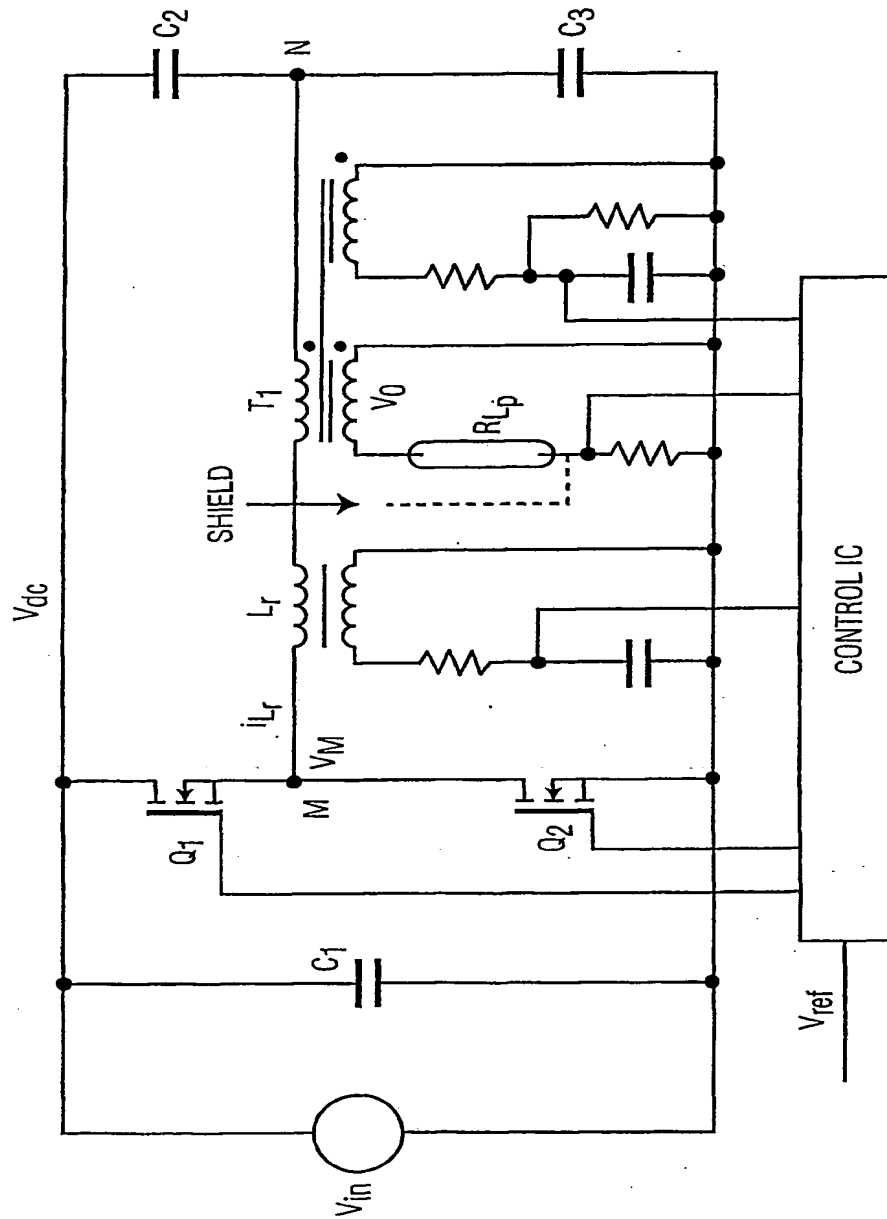 Vdc
C2
N
C3
T1
V0
RLp
SHIELD
Lr
iLr
VM
M
Q1
Q2
C1
Vin
Vref
CONTROL IC